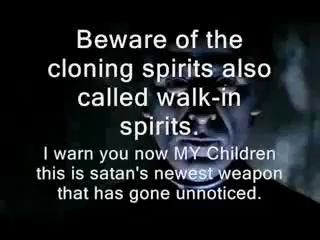 Beware of the
cloning spirits also
called walk-in
spirits.
I warn you now MY Children
this is satan's newest weapon
that has gone unnoticed.